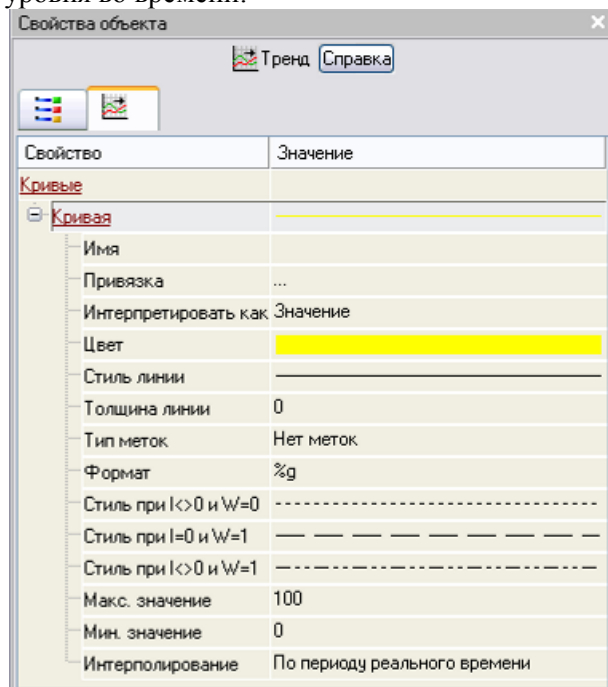 уровня во времени.
Свойства объекта
Тренд Справка
Свойство Значение
Кривые
Кривая
Имя
Привязка ...
Интерпретировать как Значение
Цвет
Стиль линии
Толщина линии 0
Тип меток Нет меток
Формат %g
Стиль при I<>0 и W=0
Стиль при I=0 и W=1
Стиль при I<>0 и W=1
Макс. значение 100
Мин. значение 0
Интерполирование По периоду реального времени